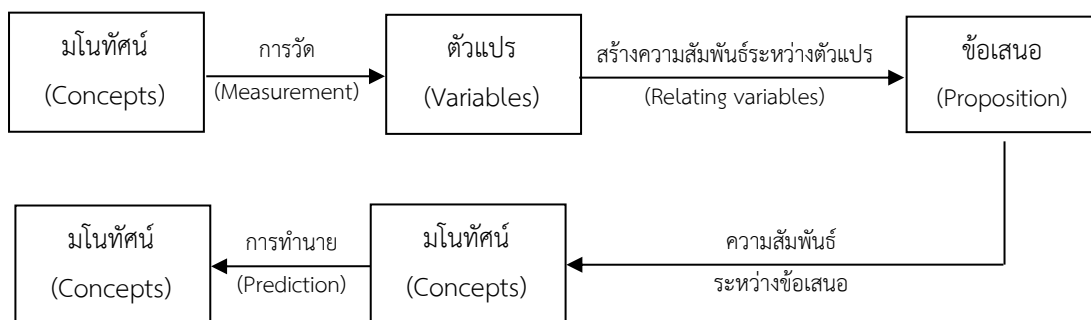 มโนทัศน์
(Concepts)
การวัด
(Measurement)
ตัวแปร
(Variables)
สร้างความสัมพันธ์ระหว่างตัวแปร
(Relating variables)
ข้อเสนอ
(Proposition)
มโนทัศน์
(Concepts)
การทำนาย
(Prediction)
มโนทัศน์
(Concepts)
ความสัมพันธ์
ระหว่างข้อเสนอ